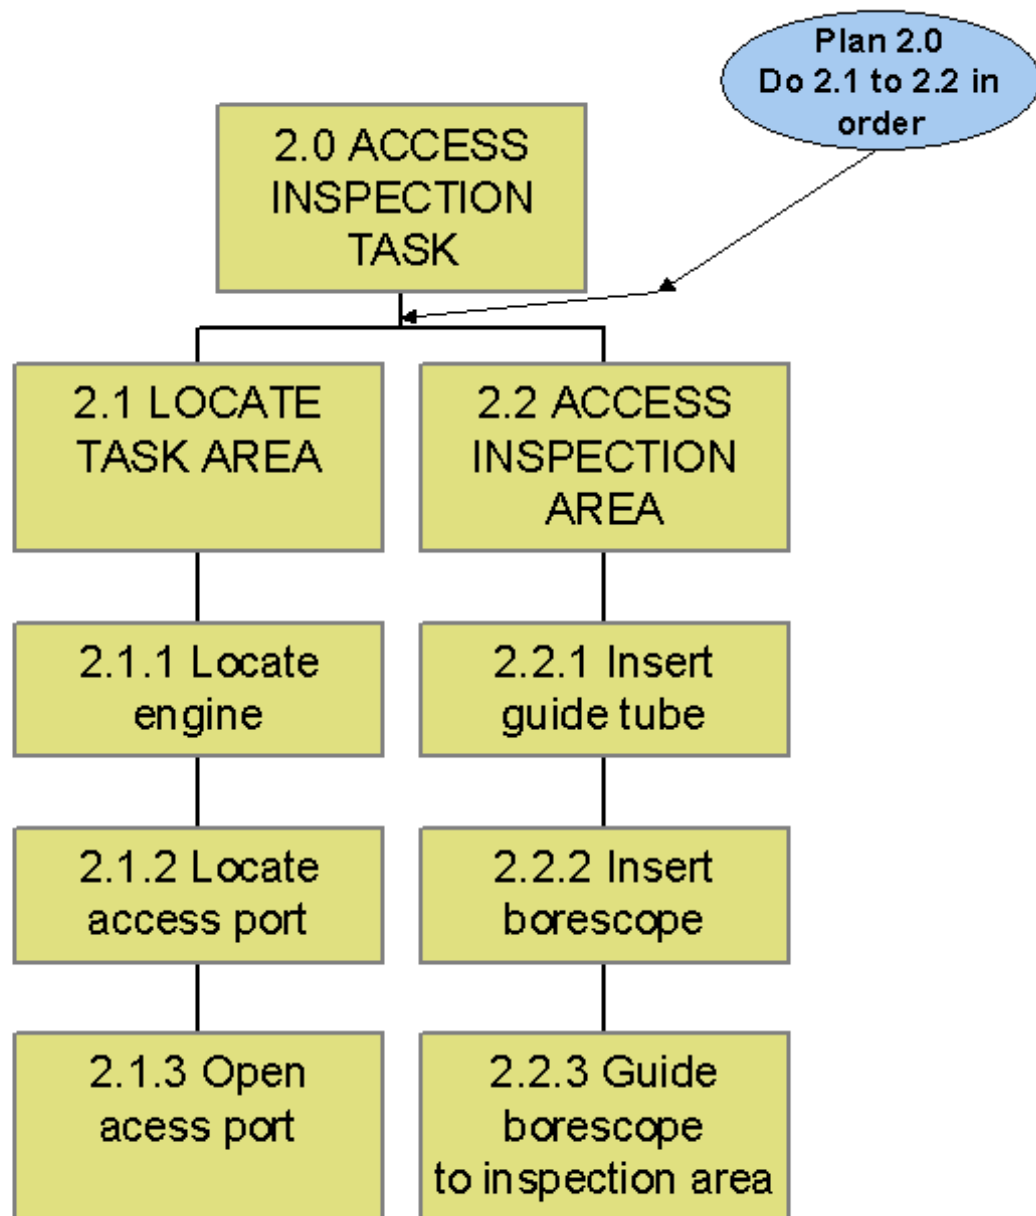 Plan 2.0
Do 2.1 to 2.2 in
order
2.0 ACCESS
INSPECTION
TASK
2.1 LOCATE
TASK AREA
2.2 ACCESS
INSPECTION
AREA
2.1.1 Locate
engine
2.2.1 Insert
guide tube
2.1.2 Locate
access port
2.2.2 Insert
borescope
2.1.3 Open
acess port
2.2.3 Guide
borescope
to inspection area